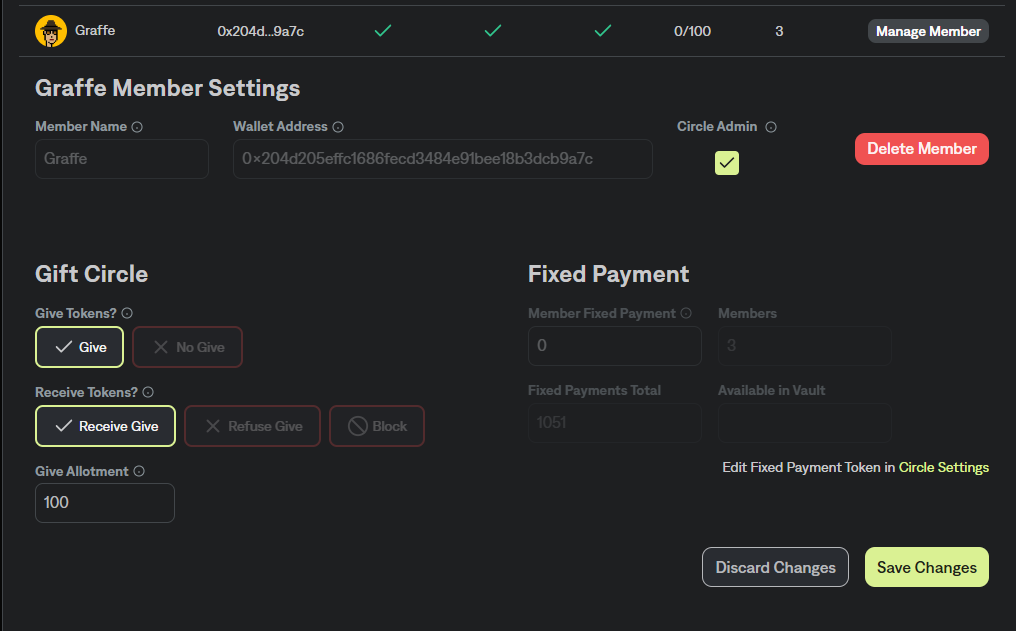 Graffe 0x204d...9a7c 0/100 3 Manage Member
Graffe Member Settings
Member Name Wallet Address Circle Admin
Graffe 0×204d205effc1686fecd3484e91bee18b3dcb9a7c Delete Member
Gift Circle Fixed Payment
Give Tokens? Member Fixed Payment Members
Give No Give 0 3
Receive Tokens? Fixed Payments Total Available in Vault
Receive Give Refuse Give Block 1051
Give Allotment Edit Fixed Payment Token in Circle Settings
100
Discard Changes Save Changes